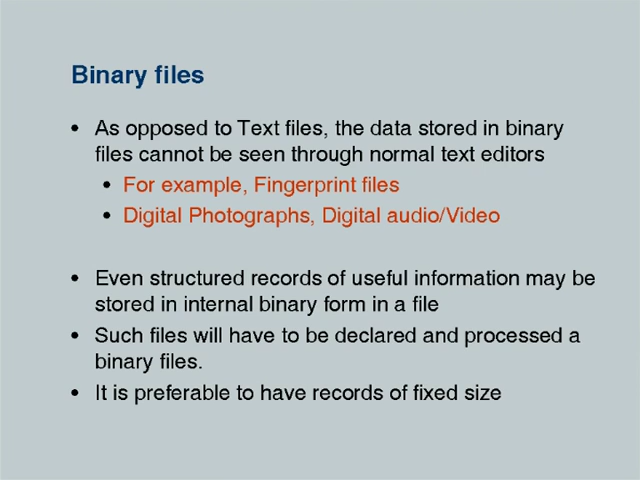 Binary files
• As opposed to Text files, the data stored in binary
files cannot be seen through normal text editors
• For example, Fingerprint files
• Digital Photographs, Digital audio/Video
• Even structured records of useful information may be
stored in internal binary form in a file
• Such files will have to be declared and processed a
binary files.
• It is preferable to have records of fixed size